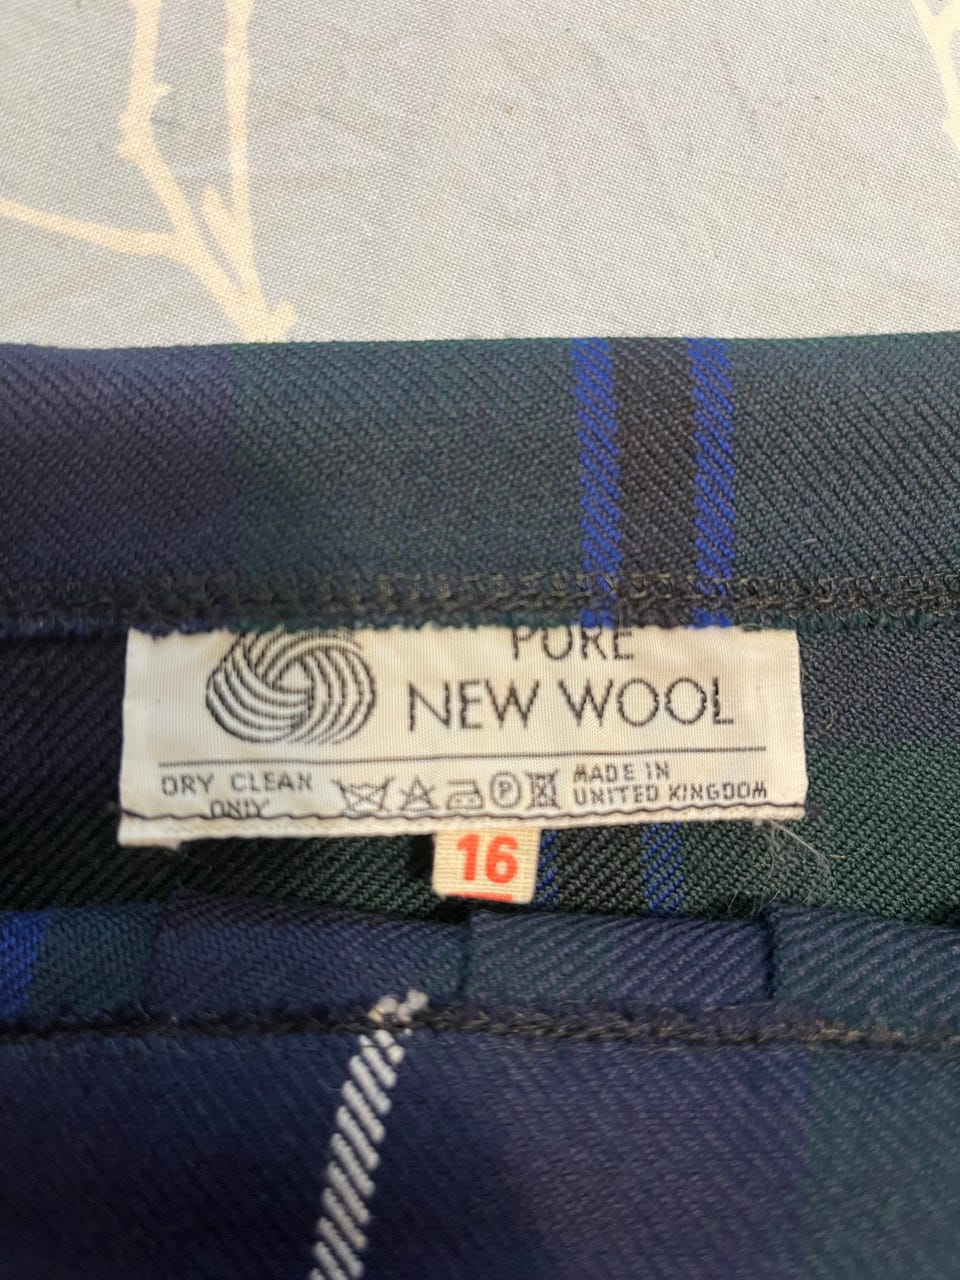 PURE
NEW WOOL
DRY CLEAN
ONLY
P
MADE IN
UNITED KINGDOM
16